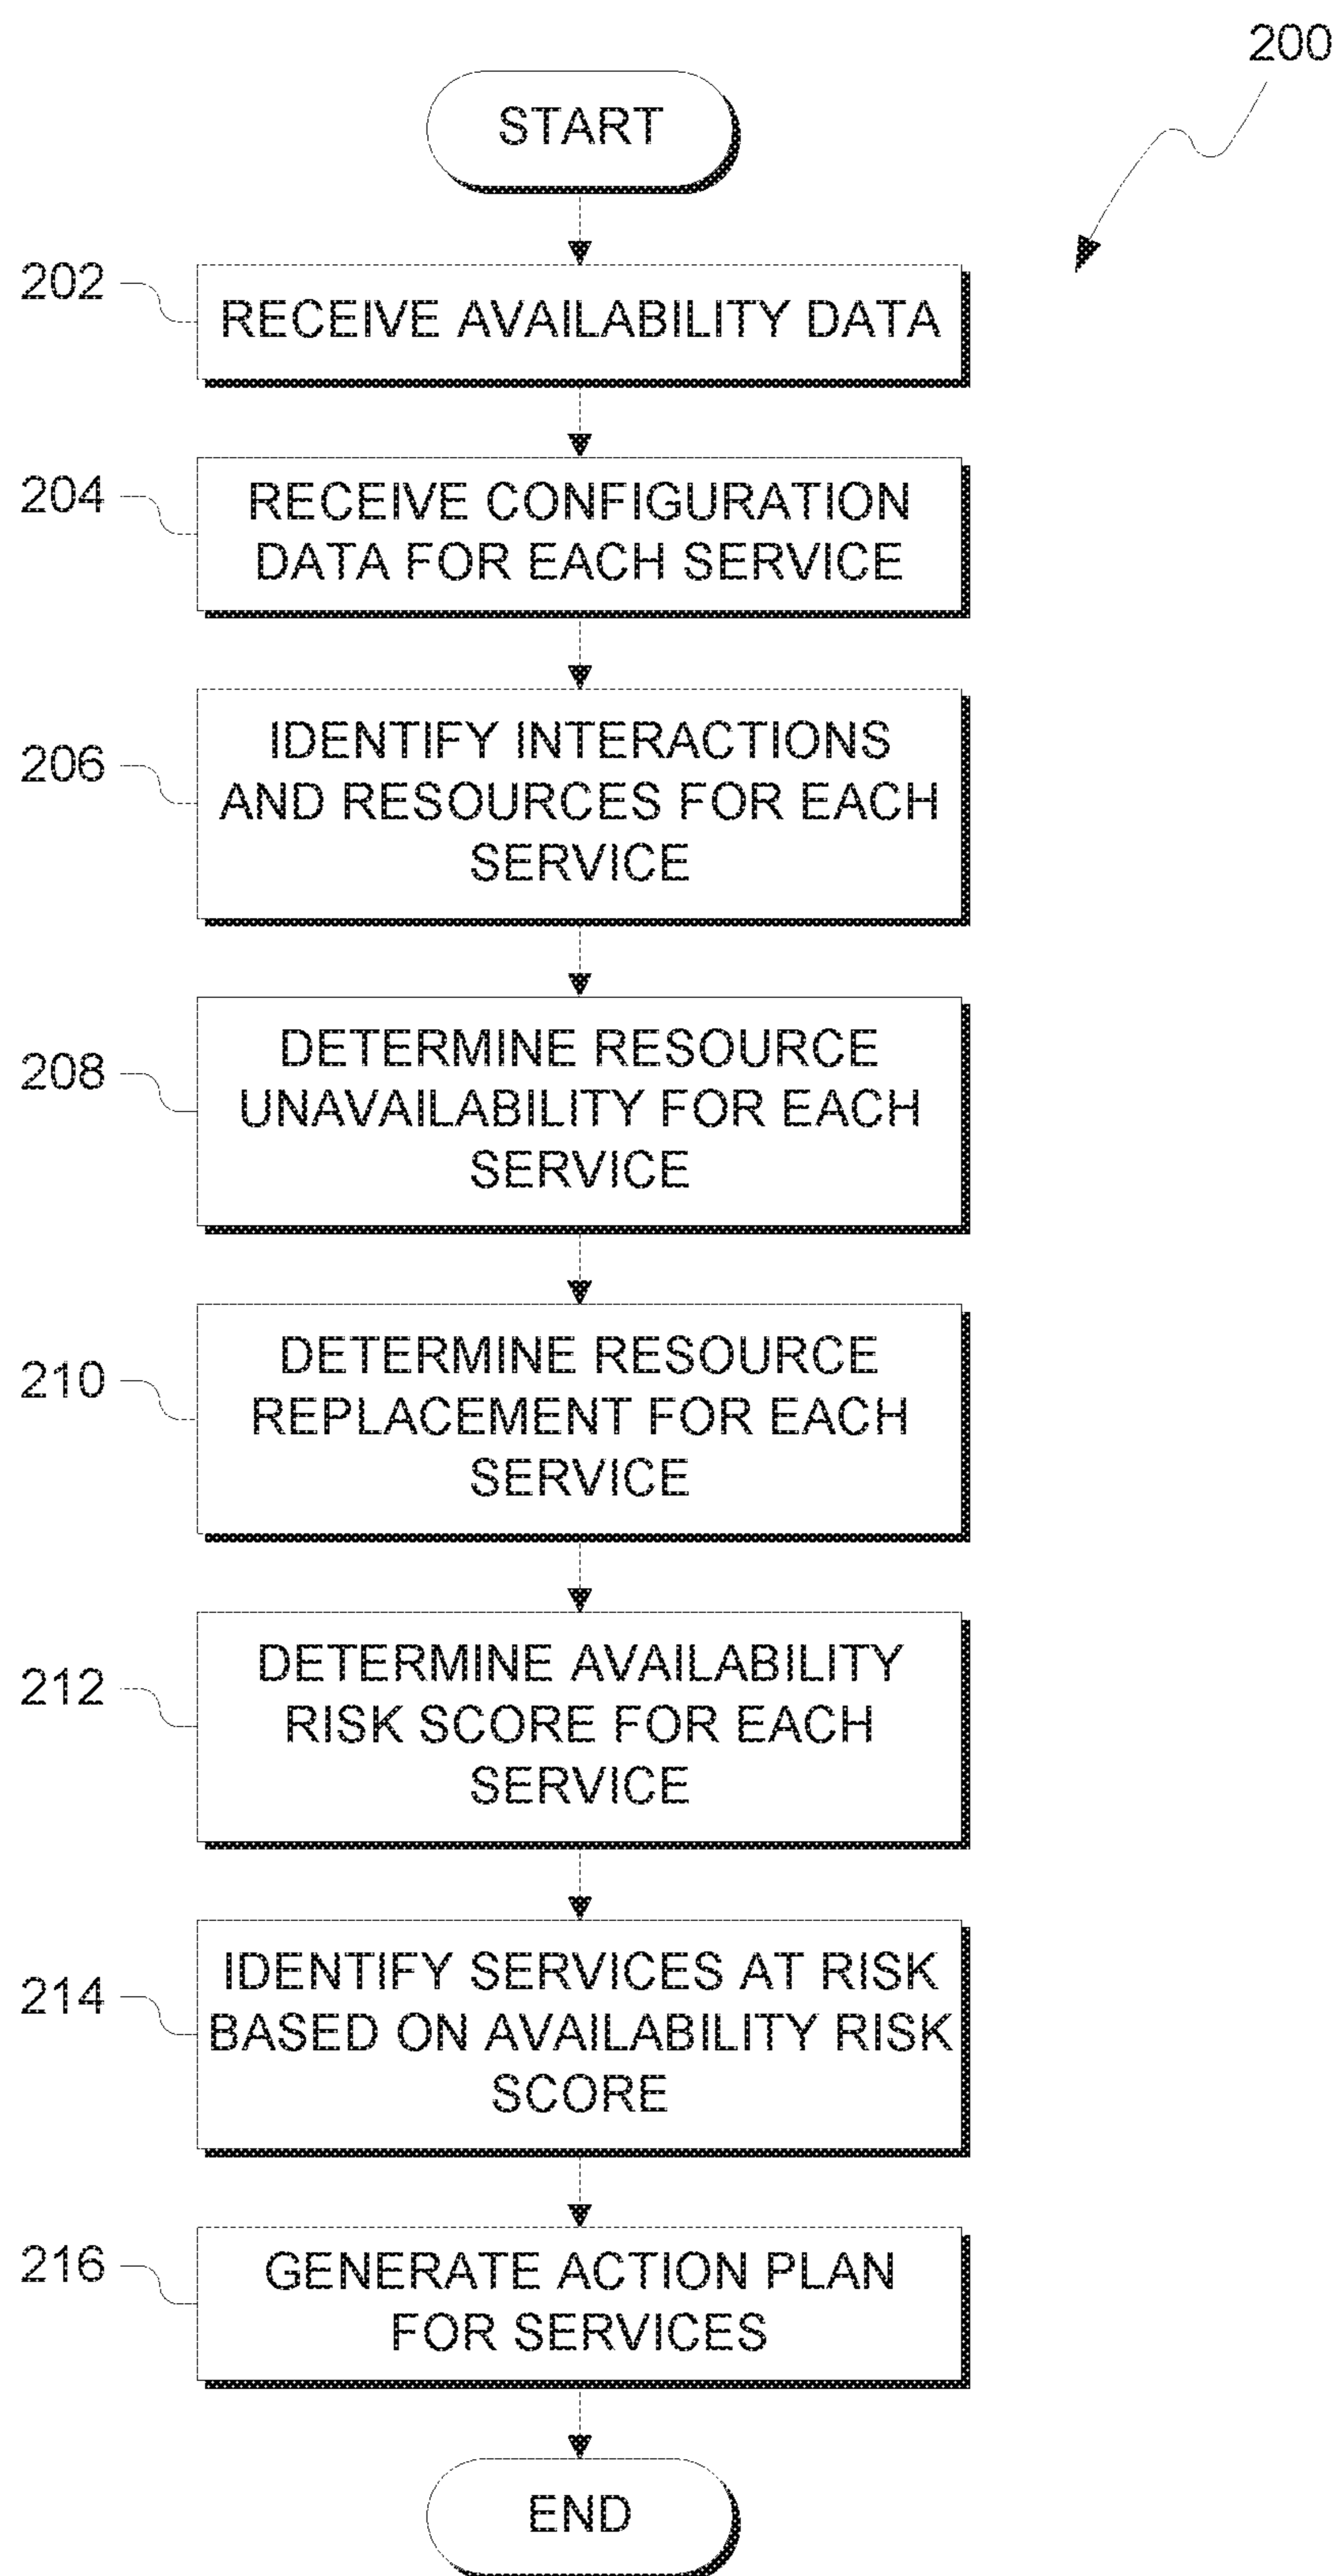 200
START
202
RECEIVE AVAILABILITY DATA
204
RECEIVE CONFIGURATION
DATA FOR EACH SERVICE
206
IDENTIFY INTERACTIONS
AND RESOURCES FOR EACH
SERVICE
208
DETERMINE RESOURCE
UNAVAILABILITY FOR EACH
SERVICE
210
DETERMINE RESOURCE
REPLACEMENT FOR EACH
SERVICE
212
DETERMINE AVAILABILITY
RISK SCORE FOR EACH
SERVICE
214
IDENTIFY SERVICES AT RISK
BASED ON AVAILABILITY RISK
SCORE
216
GENERATE ACTION PLAN
FOR SERVICES
END